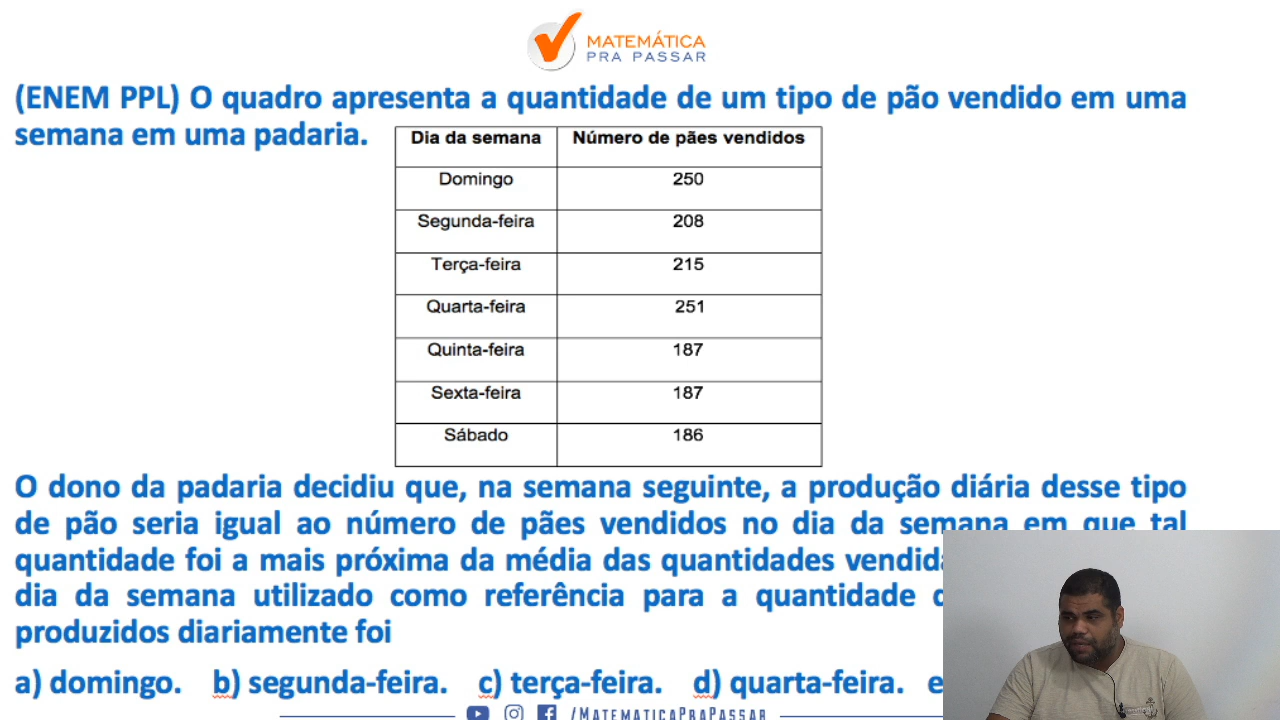 MATEMÁTICA
PRA PASSAR
(ENEM PPL) O quadro apresenta a quantidade de um tipo de pão vendido em uma
semana em uma padaria.
Dia da semana Número de pães vendidos
Domingo 250
Segunda-feira 208
Terça-feira 215
Quarta-feira 251
Quinta-feira 187
Sexta-feira 187
Sábado 186
O dono da padaria decidiu que, na semana seguinte, a produção diária desse tipo
de pão seria igual ao número de pães vendidos no dia da semana em que tal
quantidade foi a mais próxima da média das quantidades
dia da semana utilizado como referência para a quantidade
produzidos diariamente foi
a) domingo. b) segunda-feira. c) terça-feira. d) quarta-feira. e
/MATEMATICAPRAPASSAR